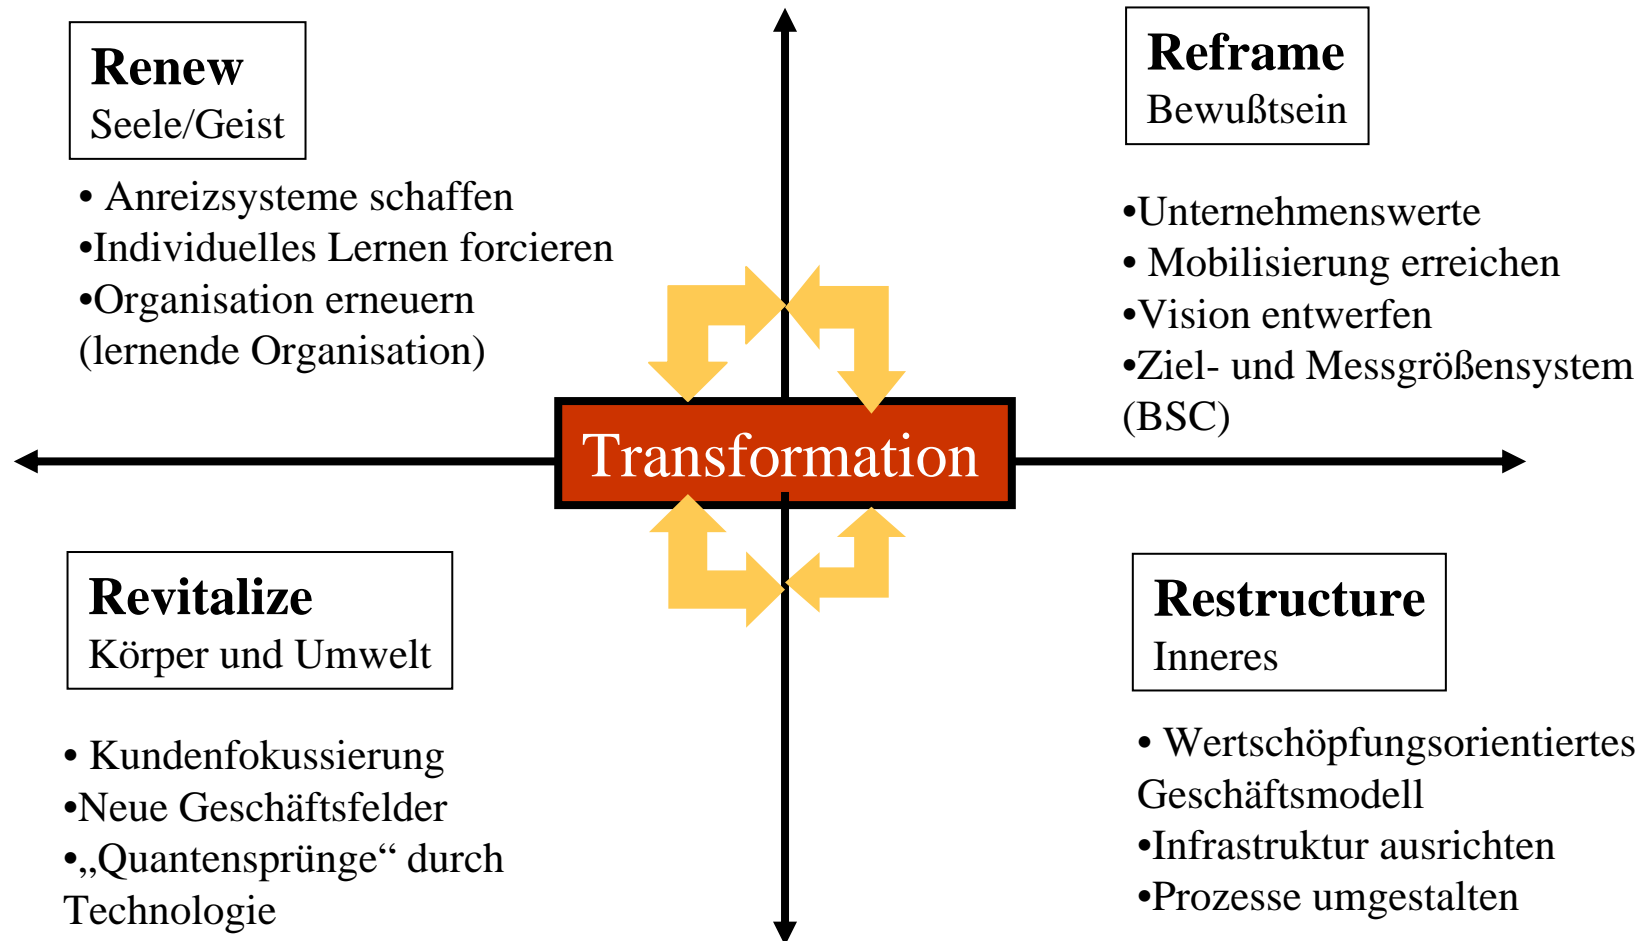 Renew
Seele/Geist
• Anreizsysteme schaffen
•Individuelles Lernen forcieren
•Organisation erneuern
(lernende Organisation)
Reframe
Bewußtsein
•Unternehmenswerte
• Mobilisierung erreichen
•Vision entwerfen
•Ziel- und Messgrößensystem
(BSC)
Transformation
Revitalize
Körper und Umwelt
• Kundenfokussierung
•Neue Geschäftsfelder
•„Quantensprünge“ durch
Technologie
Restructure
Inneres
• Wertschöpfungsorientiertes
Geschäftsmodell
•Infrastruktur ausrichten
•Prozesse umgestalten